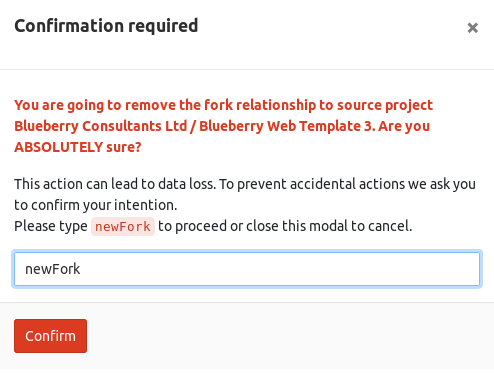 Confirmation required
×
You are going to remove the fork relationship to source project
Blueberry Consultants Ltd / Blueberry Web Template 3. Are you
ABSOLUTELY sure?
This action can lead to data loss. To prevent accidental actions we ask you
to confirm your intention.
Please type newFork to proceed or close this modal to cancel.
newFork
Confirm